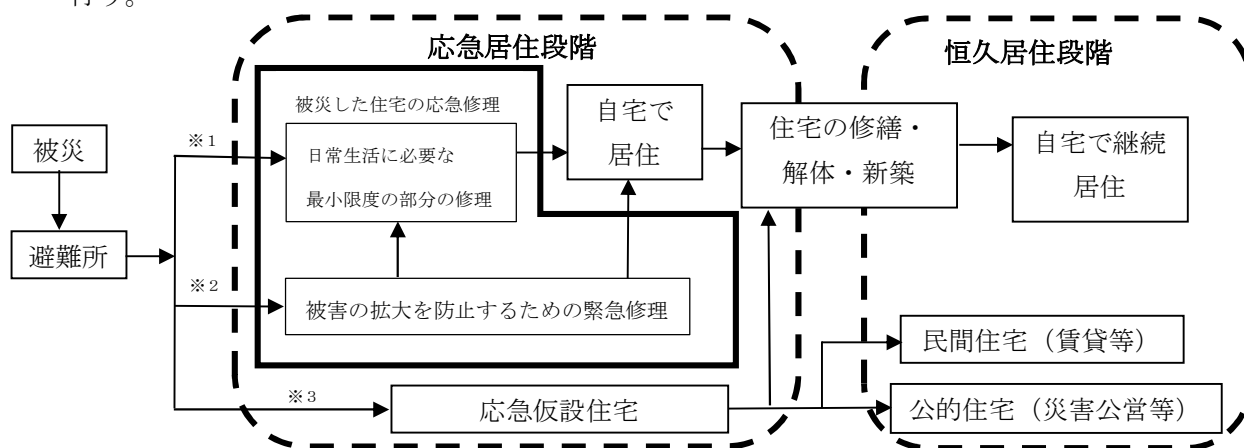 行う。
応急居住段階
恒久居住段階
被災した住宅の応急修理
被災
※1
日常生活に必要な
最小限度の部分の修理
自宅で
居住
住宅の修繕・
解体・新築
自宅で継続
居住
避難所
※2
被害の拡大を防止するための緊急修理
民間住宅（賃貸等）
※3
応急仮設住宅
公的住宅（災害公営等）